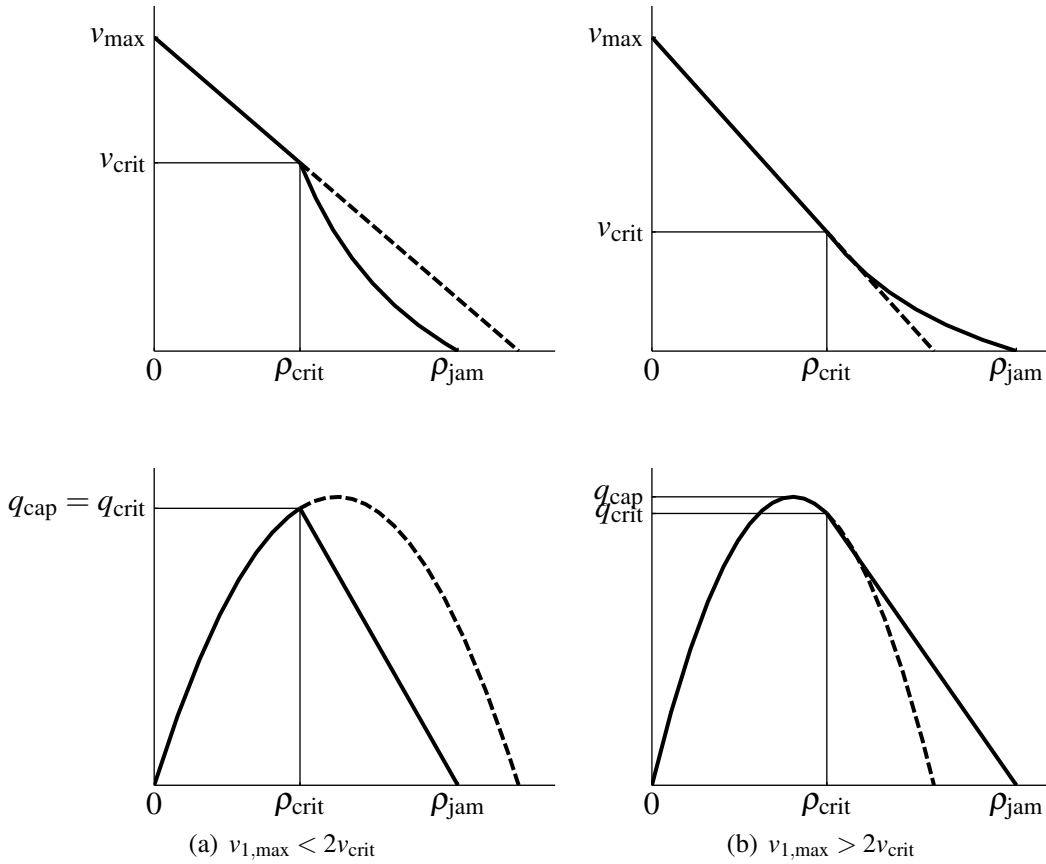 v_max
v_crit
0 ρ_crit ρ_jam
v_max
v_crit
0 ρ_crit ρ_jam
q_cap = q_crit
0 ρ_crit ρ_jam
(a) v_1,max < 2v_crit
q_cap
q_crit
0 ρ_crit ρ_jam
(b) v_1,max > 2v_crit